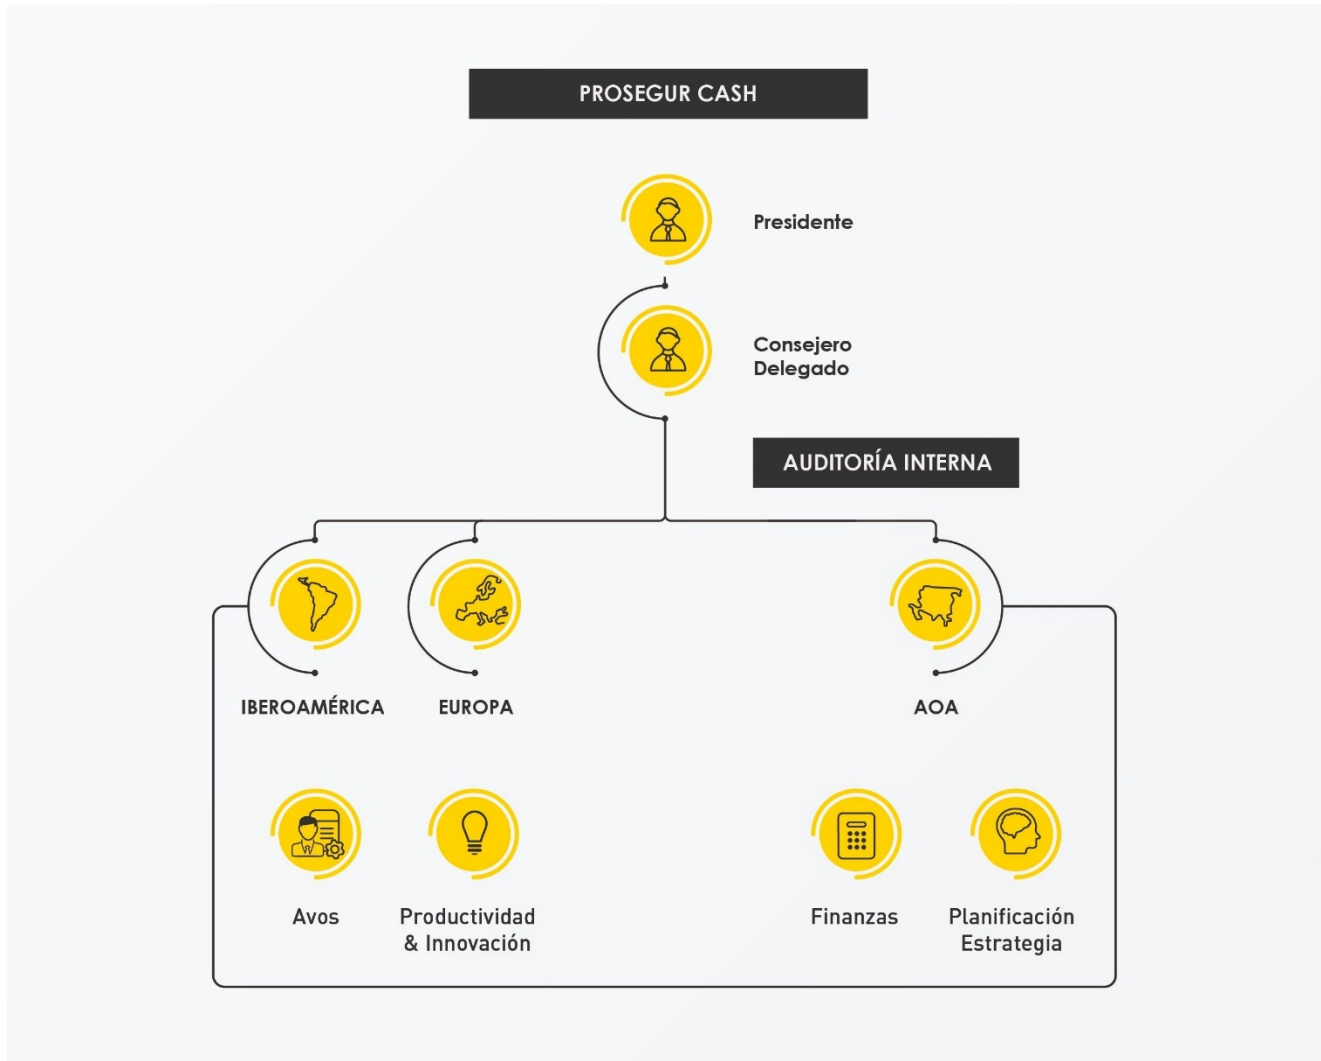 PROSEGUR CASH
Presidente
Consejero
Delegado
AUDITORÍA INTERNA
IBEROAMÉRICA
EUROPA
AOA
Avos
Productividad
& Innovación
Finanzas
Planificación
Estrategia